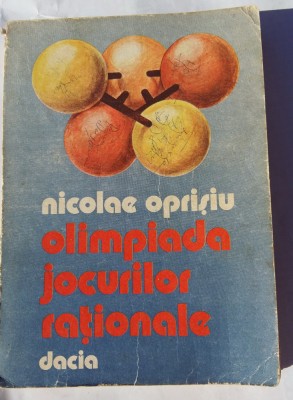 nicolae oprișiu
olimpiada
jocurilor
raționale
dacia